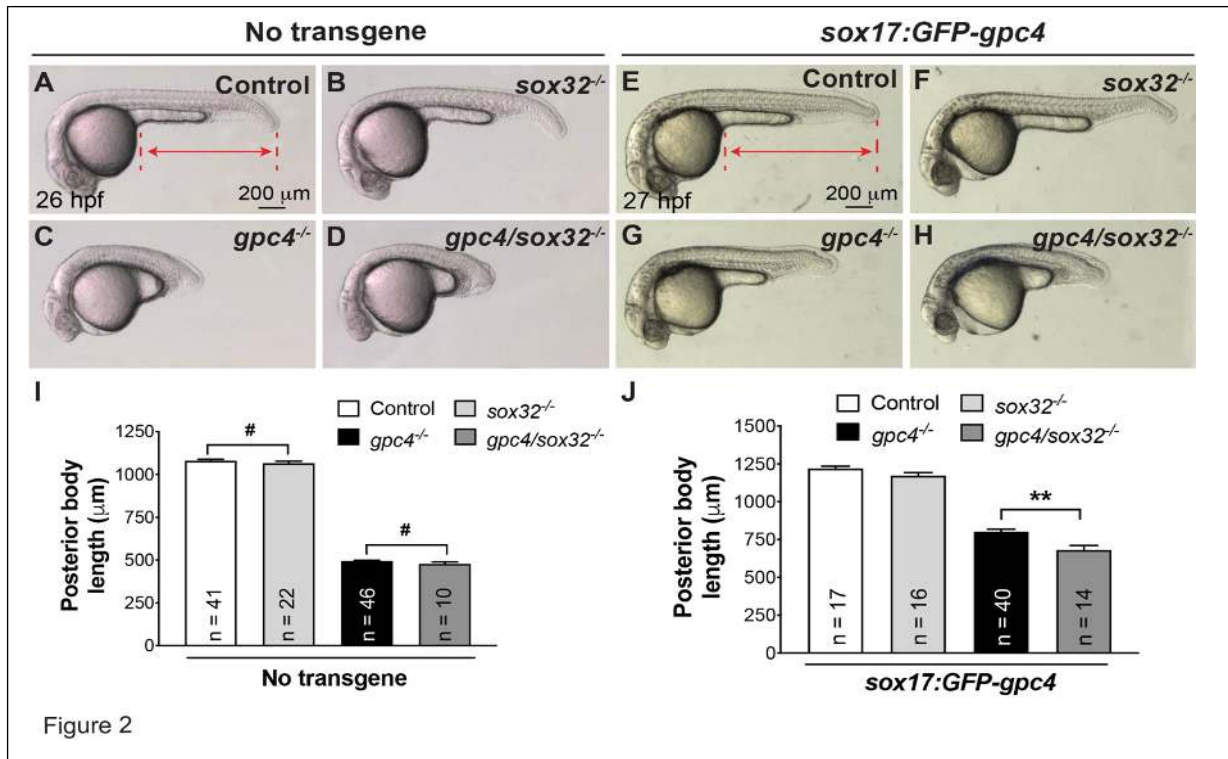 No transgene
sox17:GFP-gpc4
A Control
26 hpf
200 μm
B sox32-/-
E Control
27 hpf
200 μm
F sox32-/-
C gpc4-/-
D gpc4/sox32-/-
G gpc4-/-
H gpc4/sox32-/-
I
Control
sox32-/-
gpc4-/-
gpc4/sox32-/-
Posterior body
length (μm)
1250
1000
750
500
250
0
#
#
n = 41
n = 22
n = 46
n = 10
No transgene
J
Control
sox32-/-
gpc4-/-
gpc4/sox32-/-
Posterior body
length (μm)
1500
1250
1000
750
500
250
0
**
n = 17
n = 16
n = 40
n = 14
sox17:GFP-gpc4
Figure 2